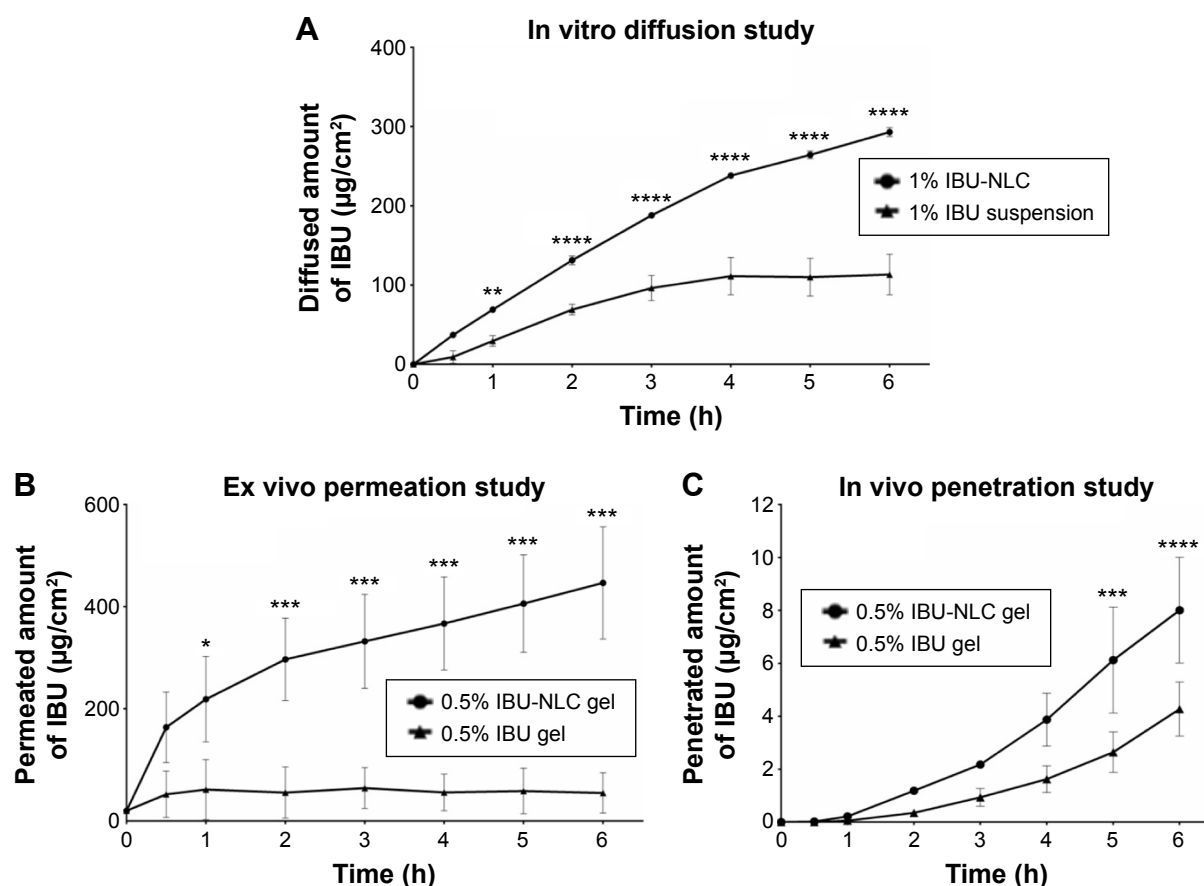 A
In vitro diffusion study
Diffused amount
of IBU (µg/cm²)
400
300
200
100
0
**
****
****
****
****
****
1% IBU-NLC
1% IBU suspension
0 1 2 3 4 5 6
Time (h)
B
Ex vivo permeation study
Permeated amount
of IBU (µg/cm²)
600
400
200
0
*
***
***
***
***
***
0.5% IBU-NLC gel
0.5% IBU gel
0 1 2 3 4 5 6
Time (h)
C
In vivo penetration study
Penetrated amount
of IBU (µg/cm²)
12
10
8
6
4
2
0
***
****
0.5% IBU-NLC gel
0.5% IBU gel
0 1 2 3 4 5 6
Time (h)